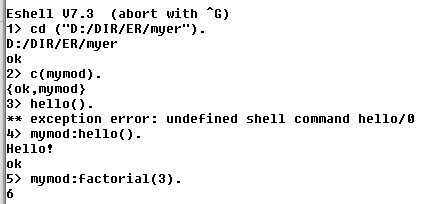 Eshell V7.3  (abort with ^G)
1> cd ("D:/DIR/ER/myer").
D:/DIR/ER/myer
ok
2> c(mymod).
{ok,mymod}
3> hello().
** exception error: undefined shell command hello/0
4> mymod:hello().
Hello!
ok
5> mymod:factorial(3).
6